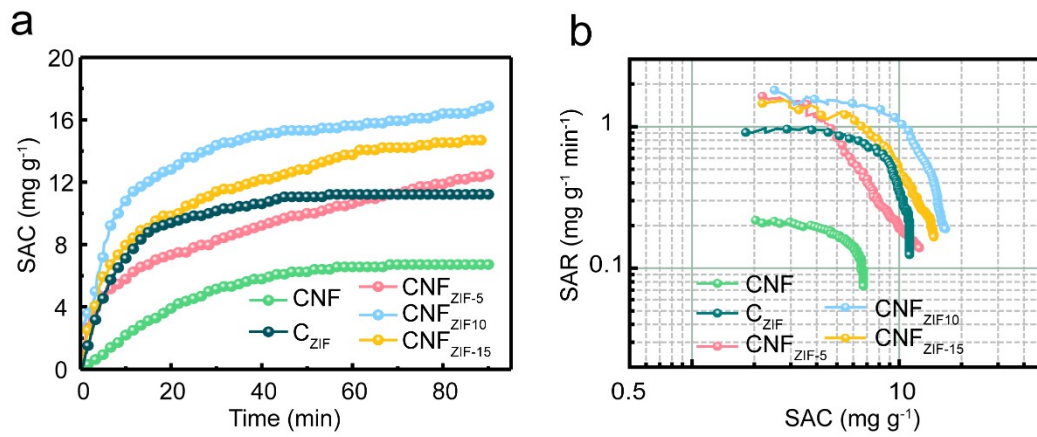 a
SAC (mg g⁻¹)
20
16
12
8
4
0
0 20 40 60 80
Time (min)
CNF
C_ZIF
CNF_ZIF-5
CNF_ZIF10
CNF_ZIF-15
b
SAR (mg g⁻¹ min⁻¹)
1
0.1
0.5 10
SAC (mg g⁻¹)
CNF
C_ZIF
CNF_ZIF-5
CNF_ZIF10
CNF_ZIF-15